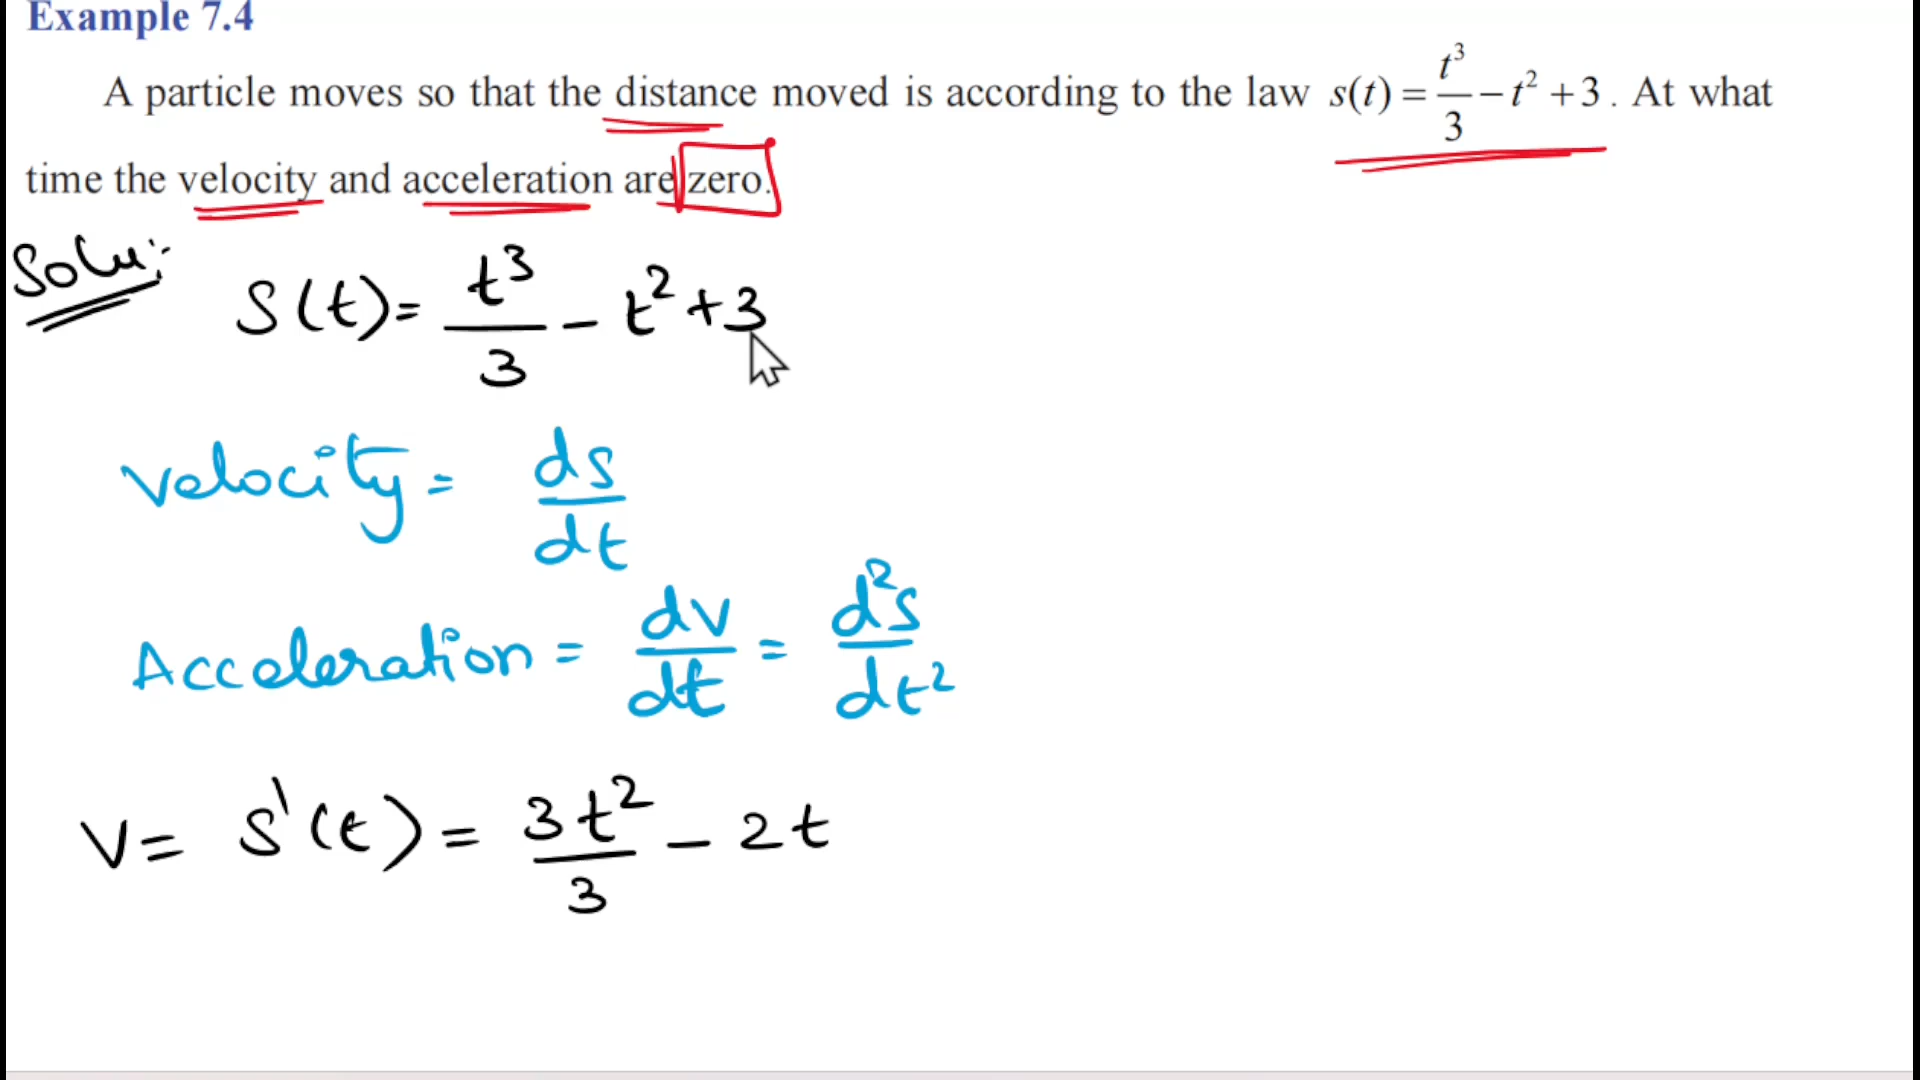 Example 7.4
A particle moves so that the distance moved is according to the law s(t) = t³/3 − t² + 3 . At what
time the velocity and acceleration are zero.
Solu:
S(t) = t³/3 − t² + 3
Velocity = ds/dt
Acceleration = dv/dt = d²s/dt²
V = S'(t) = 3t²/3 − 2t